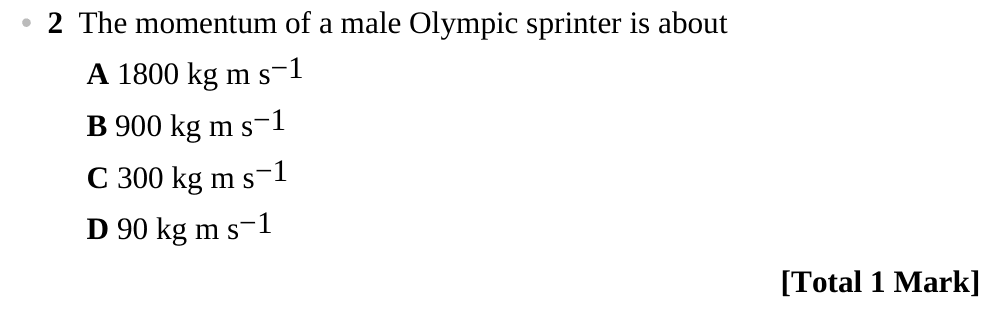 • 2 The momentum of a male Olympic sprinter is about
A 1800 kg m s−1
B 900 kg m s−1
C 300 kg m s−1
D 90 kg m s−1
[Total 1 Mark]